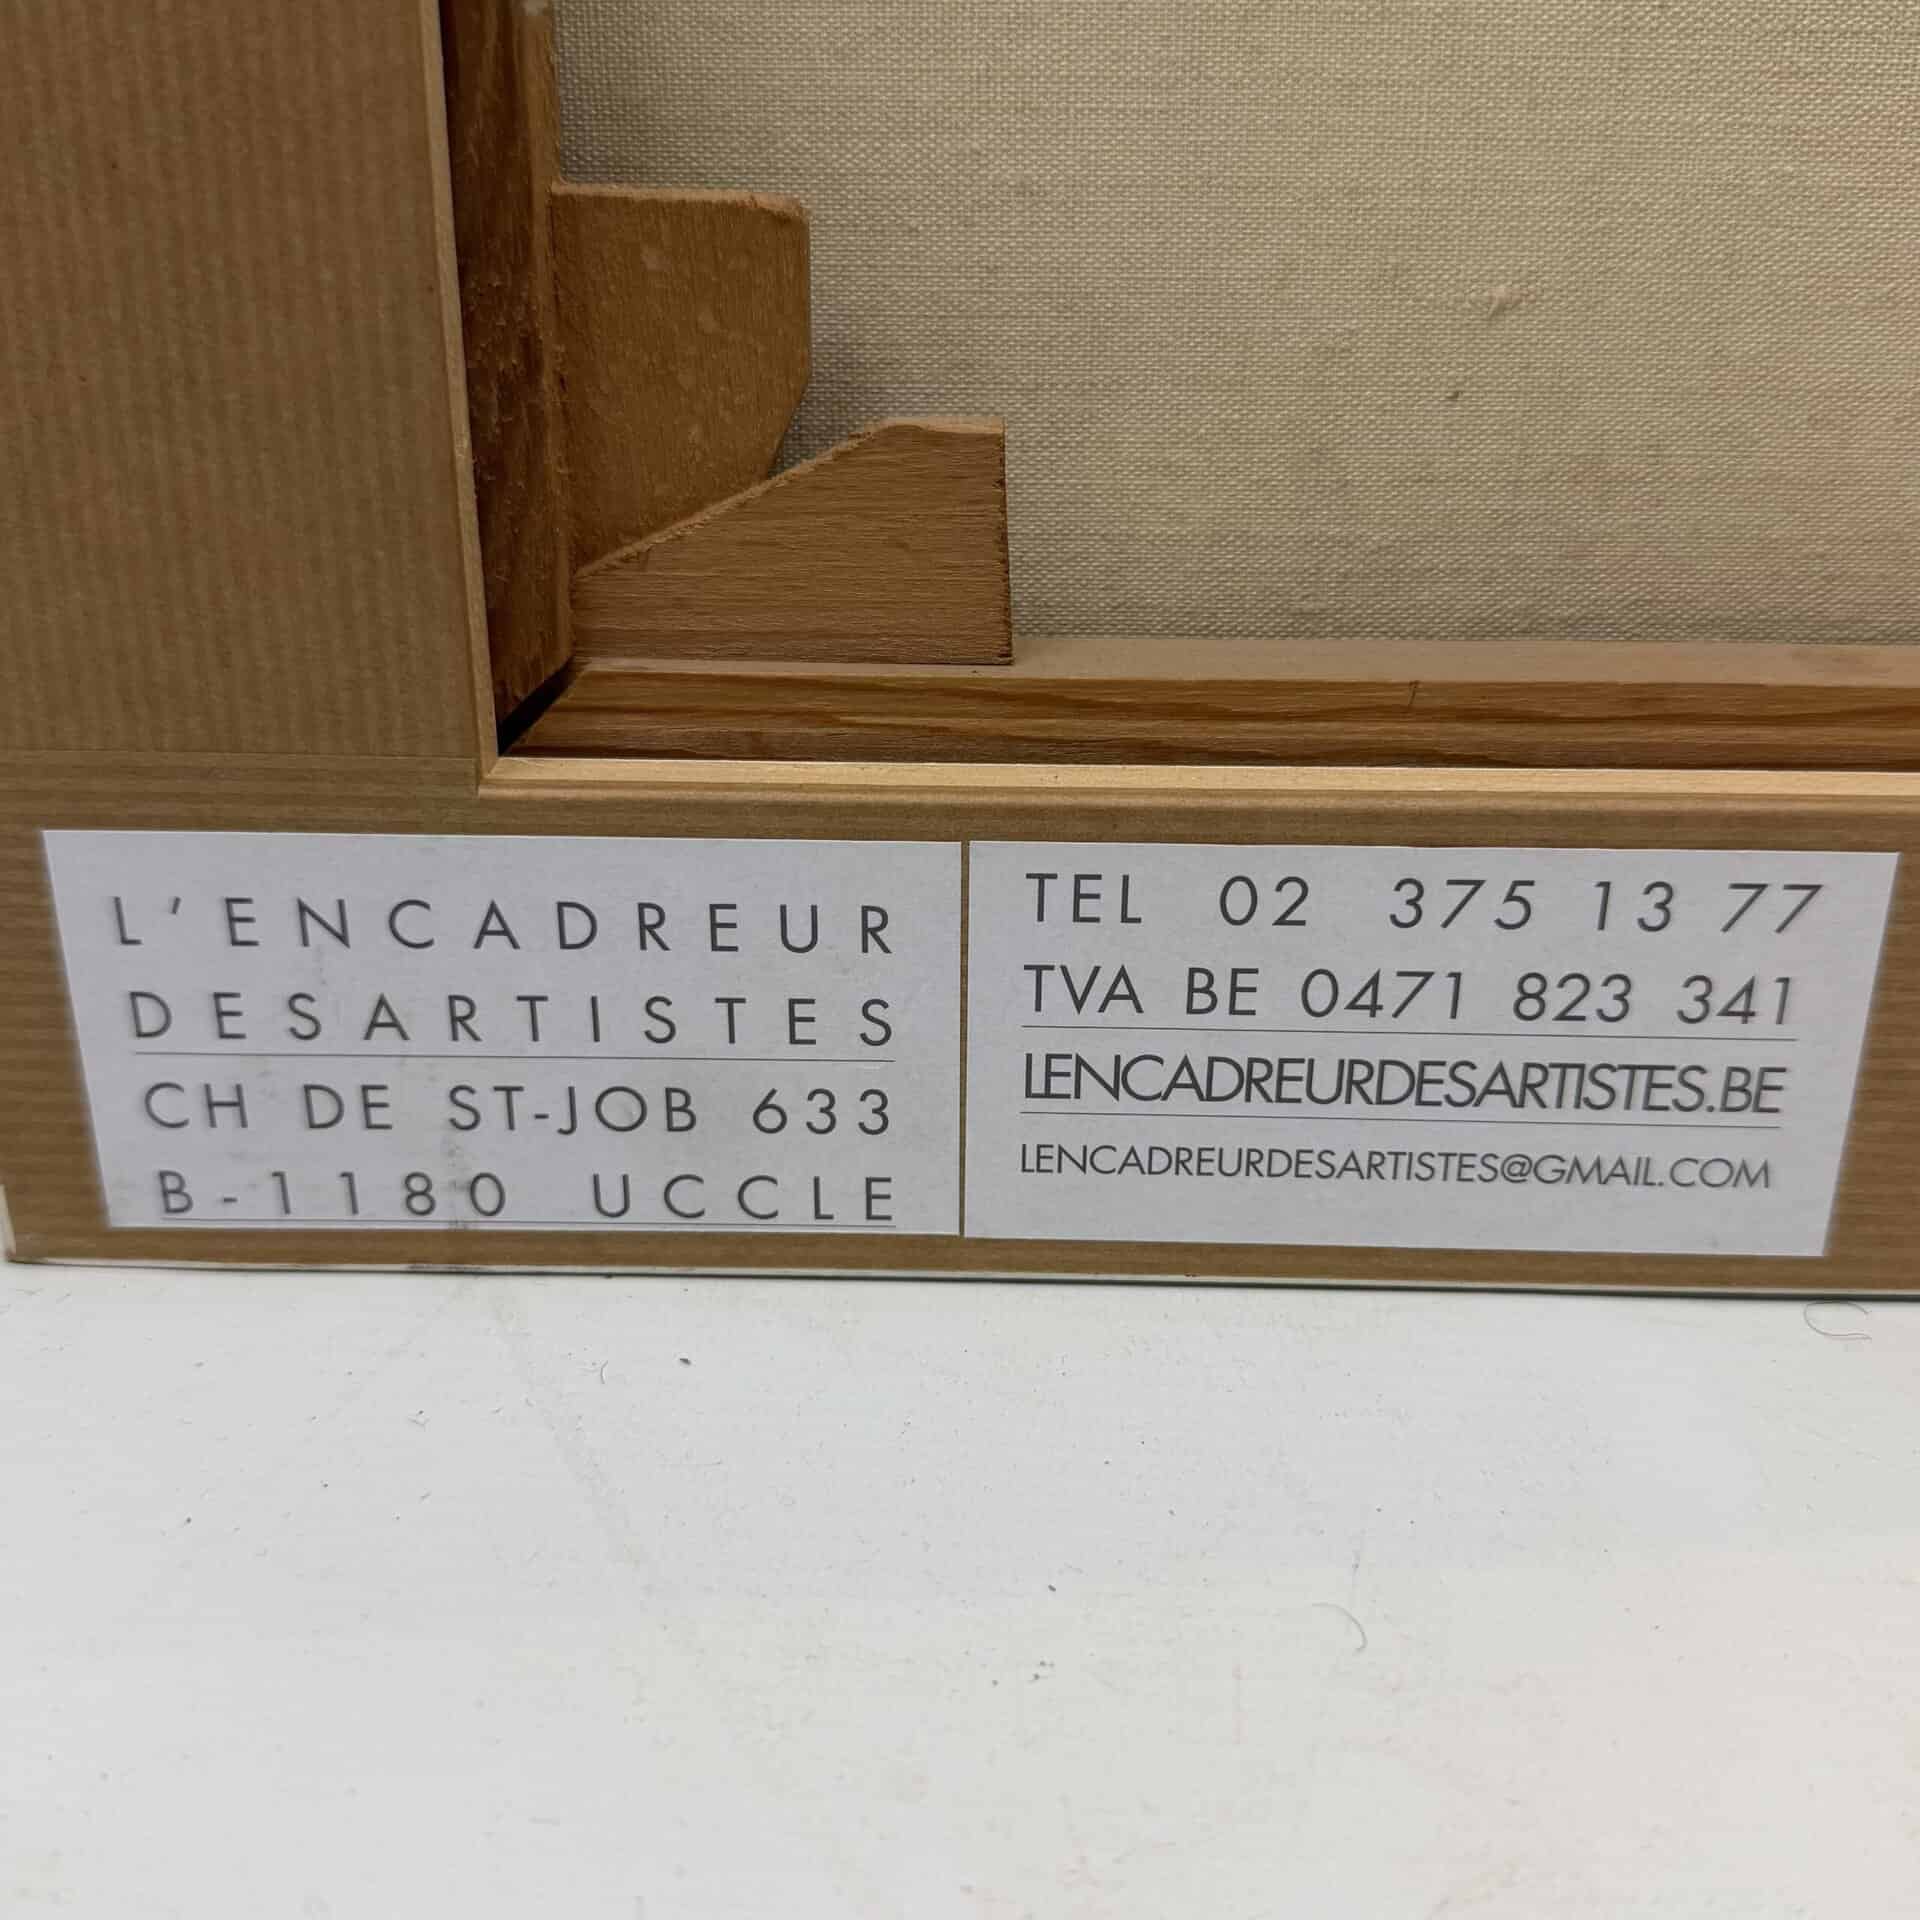 L'ENCADREUR
DESARTISTES
CH DE ST-JOB 633
B-1180 UCCLE
TEL 02 375 13 77
TVA BE 0471 823 341
LENCADREURDESARTISTES.BE
LENCADREURDESARTISTES@GMAIL.COM